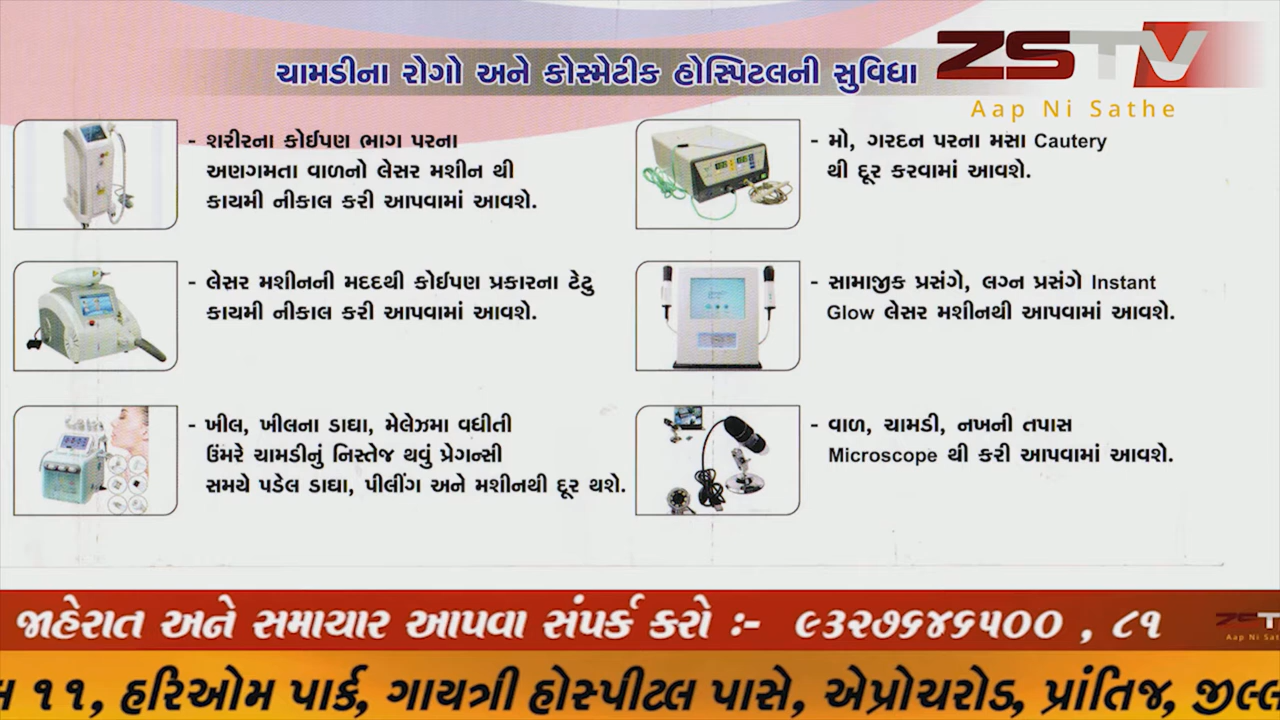 ZSTV
Aap Ni Sathe
ચામડીના રોગો અને કોસ્મેટીક હોસ્પિટલની સુવિધા
- શરીરના કોઈપણ ભાગ પરના
અણગમતા વાળનો લેસર મશીન થી
કાયમી નીકાલ કરી આપવામાં આવશે.
- લેસર મશીનની મદદથી કોઈપણ પ્રકારના ટેટુ
કાયમી નીકાલ કરી આપવામાં આવશે.
- ખીલ, ખીલના ડાઘા, મેલેઝમા વધીતી
ઉંમરે ચામડીનું નિસ્તેજ થવું પ્રેગન્સી
સમયે પડેલ ડાઘા, પીલીંગ અને મશીનથી દૂર થશે.
- મો, ગરદન પરના મસા Cautery
થી દૂર કરવામાં આવશે.
- સામાજીક પ્રસંગે, લગ્ન પ્રસંગે Instant
Glow લેસર મશીનથી આપવામાં આવશે.
- વાળ, ચામડી, નખની તપાસ
Microscope થી કરી આપવામાં આવશે.
જાહેરાત અને સમાચાર આપવા સંપર્ક કરો :- ૯૩૨૭૬૪૬૫૦૦ , ૮૧
૧૧, હરિઓમ પાર્ક, ગાયત્રી હોસ્પીટલ પાસે, એપ્રોચરોડ, પ્રાંતિજ,